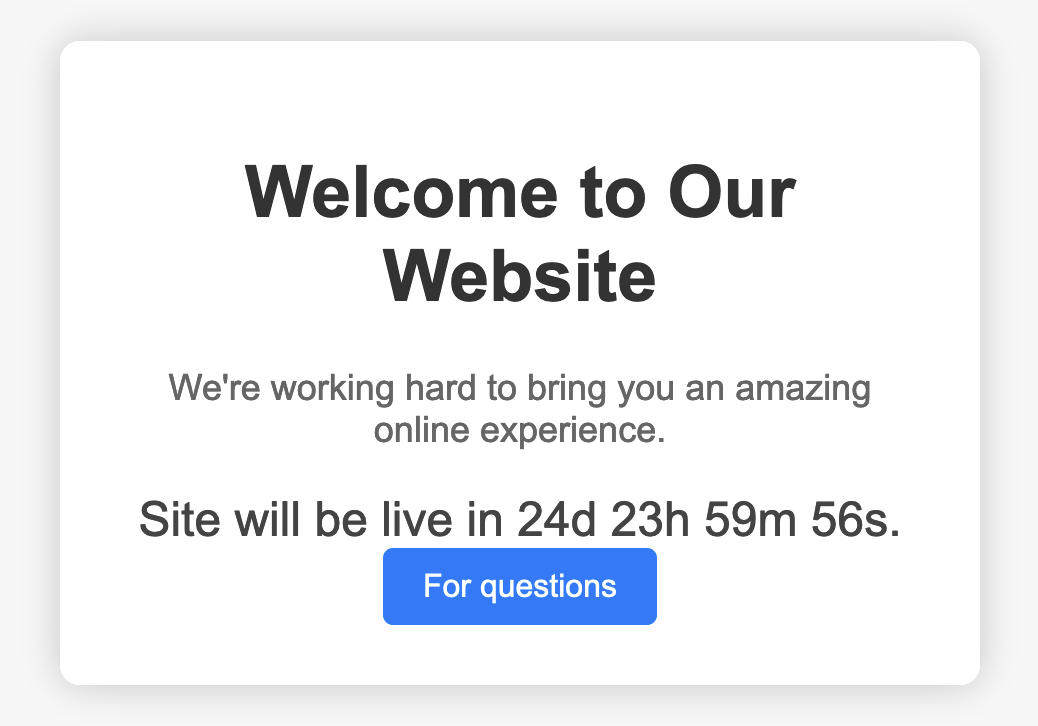 Welcome to Our
Website
We're working hard to bring you an amazing
online experience.
Site will be live in 24d 23h 59m 56s.
For questions